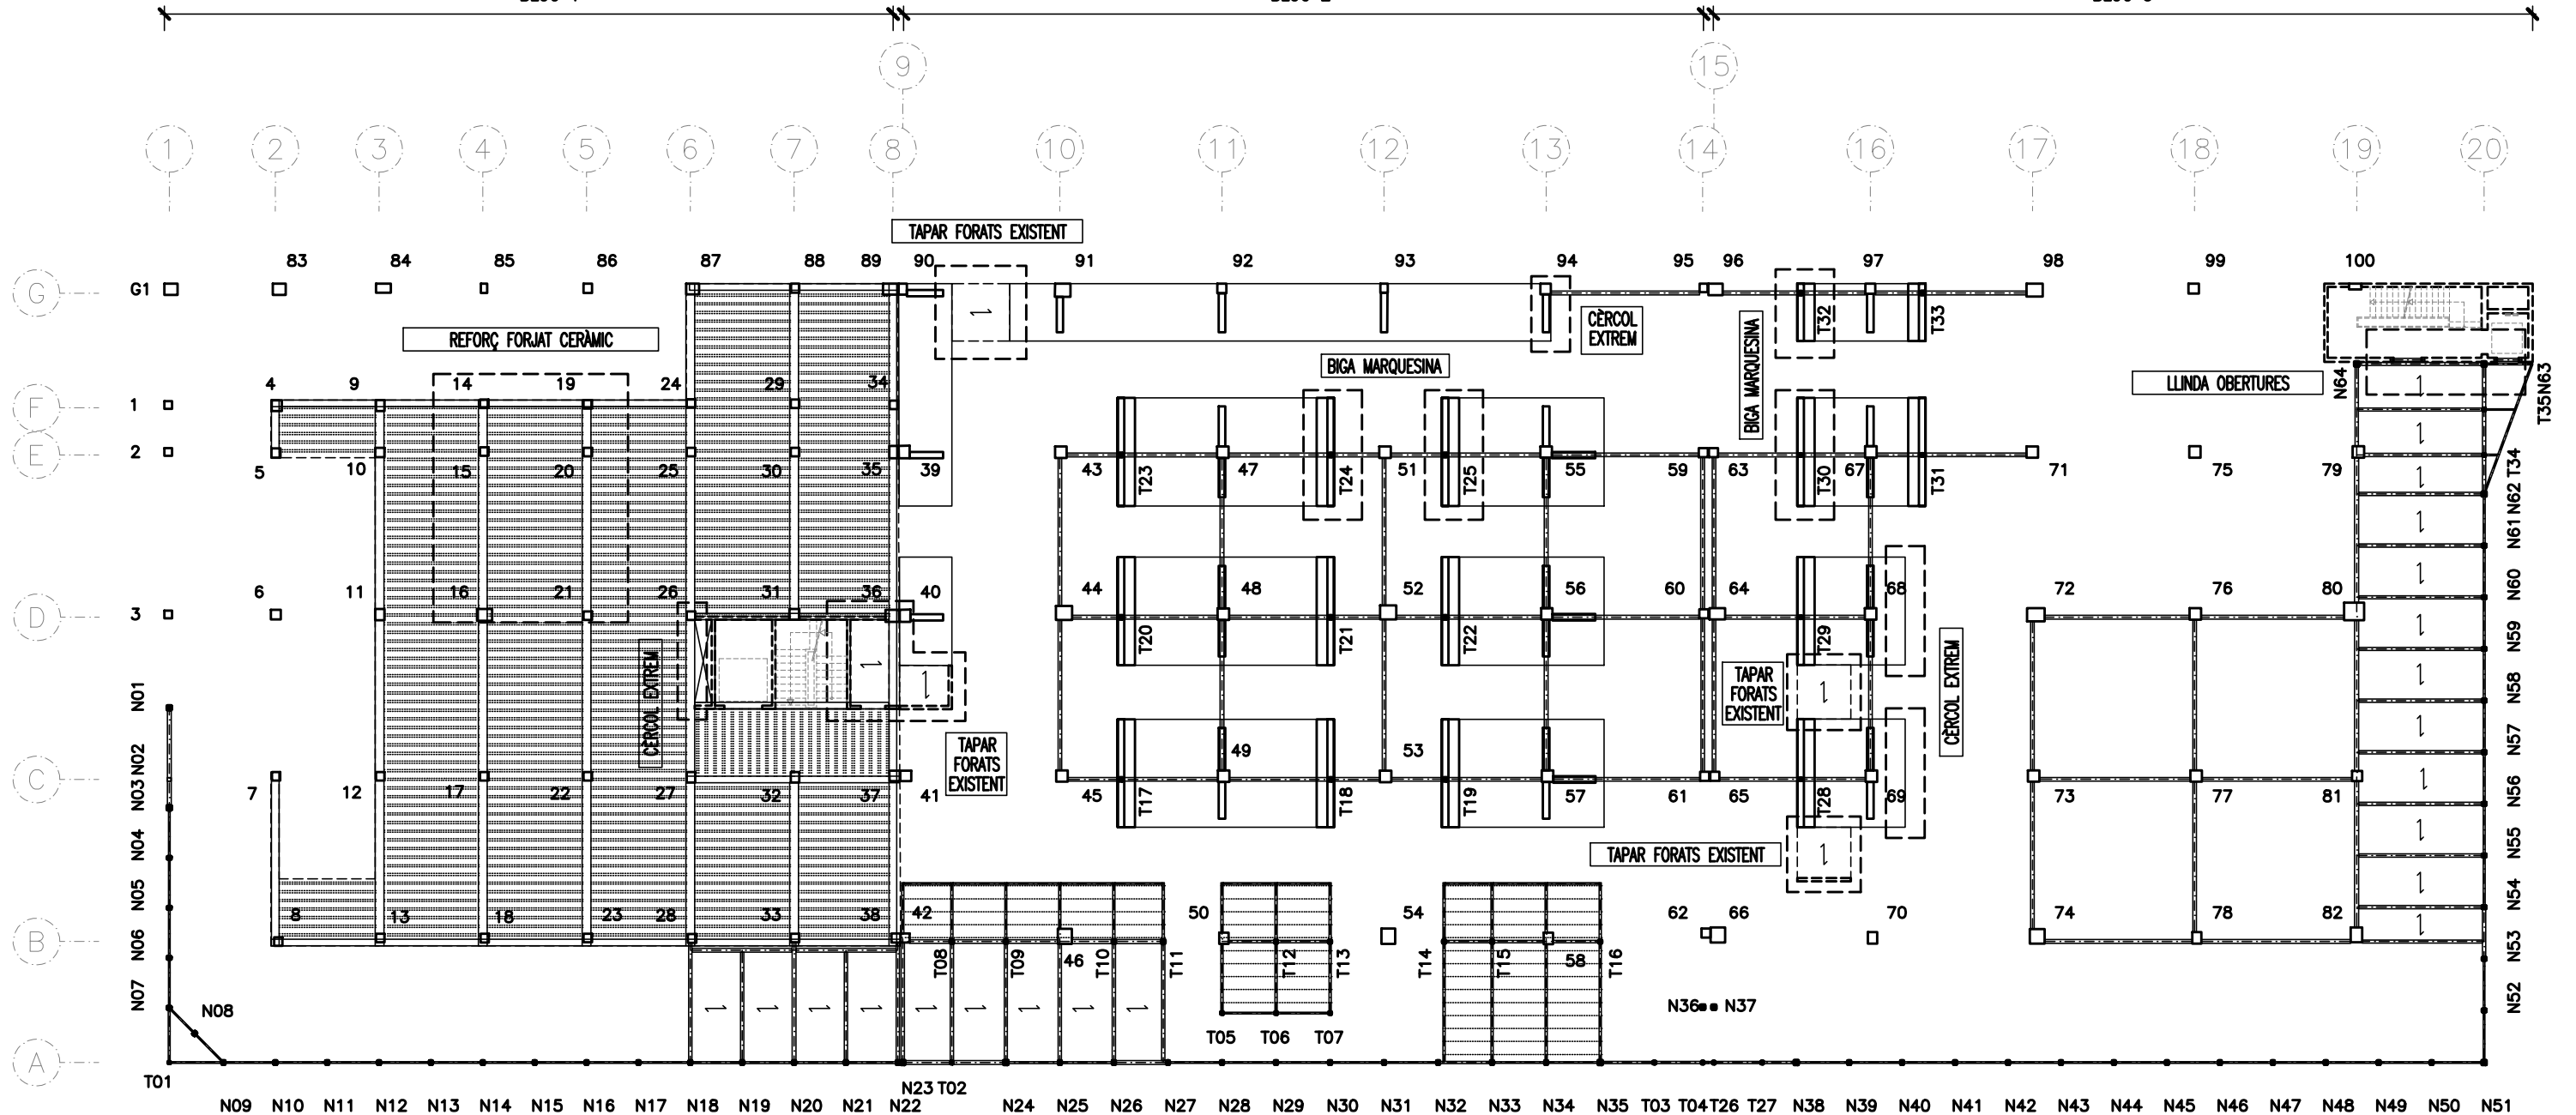 9 15
1 2 3 4 5 6 7 8 10 11 12 13 14 16 17 18 19 20
TAPAR FORATS EXISTENT
83 84 85 86 87 88 89 90 91 92 93 94 95 96 97 98 99 100
G G1
T32 T33
CÈRCOL
EXTREM
REFORÇ FORJAT CERÀMIC
BIGA MARQUESINA
BIGA MARQUESINA
LLINDA OBERTURES
N64
T35 N63
4 9 14 19 24 29 34
F 1
E 2
5 10 15 20 25 30 35 39 43 47 51 55 59 63 67 71 75 79
T23 T24 T25 T30 T31
T34
N62
N61
6 11 16 21 26 31 36 40 44 48 52 56 60 64 68 72 76 80
N60
D 3
T20 T21 T22 T29
N59
CÈRCOL EXTREM
TAPAR
FORATS
EXISTENT
CÈRCOL EXTREM
N01
N58
N02
TAPAR
FORATS
EXISTENT
49 53
N57
C
N03
7 12 17 22 27 32 37 41 45 57 61 65 69 73 77 81
T17 T18 T19 T28
N56
N04
TAPAR FORATS EXISTENT
N55
N05
N54
8 13 18 23 28 33 38 42 50 54 62 66 70 74 78 82
B
N06
T08 T09 46 T10 T11 T12 T13 T14 T15 58 T16
N53
N07
N08
N36 N37
N52
T05 T06 T07
A
T01
N23 T02
N09 N10 N11 N12 N13 N14 N15 N16 N17 N18 N19 N20 N21 N22 N24 N25 N26 N27 N28 N29 N30 N31 N32 N33 N34 N35 T03 T04 T26 T27 N38 N39 N40 N41 N42 N43 N44 N45 N46 N47 N48 N49 N50 N51